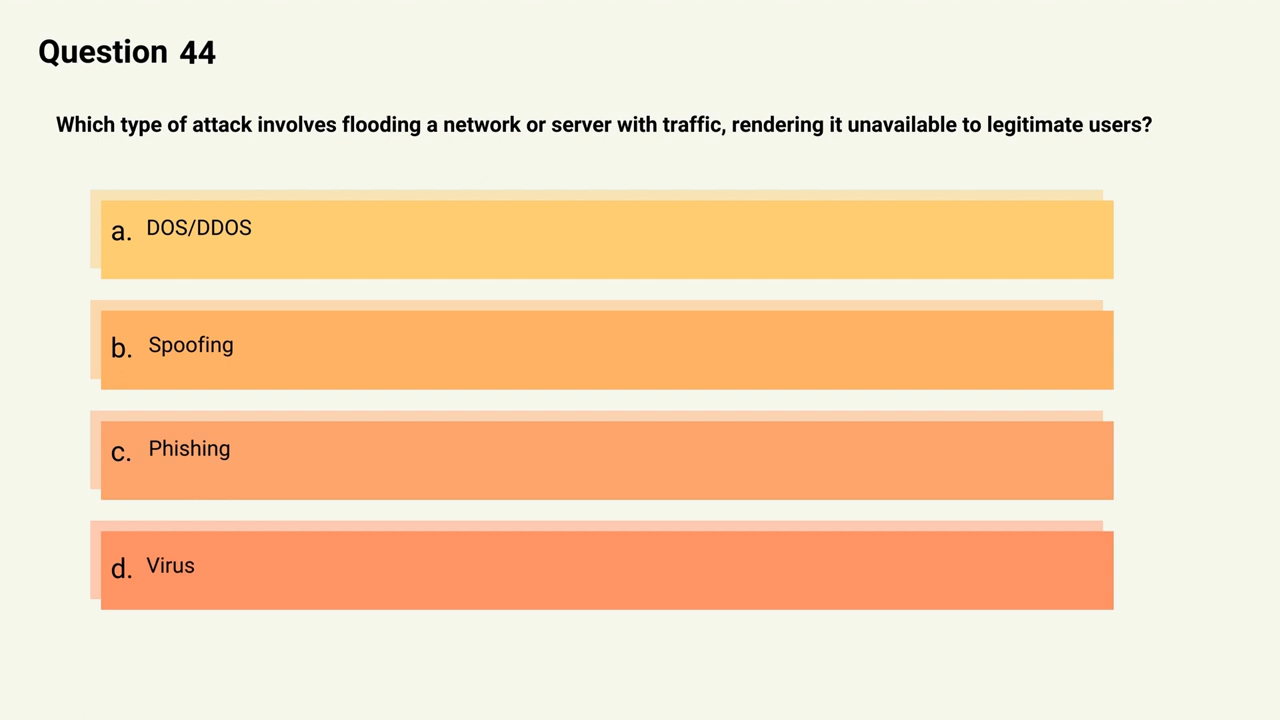 Question 44
Which type of attack involves flooding a network or server with traffic, rendering it unavailable to legitimate users?
a. DOS/DDOS
b. Spoofing
c. Phishing
d. Virus